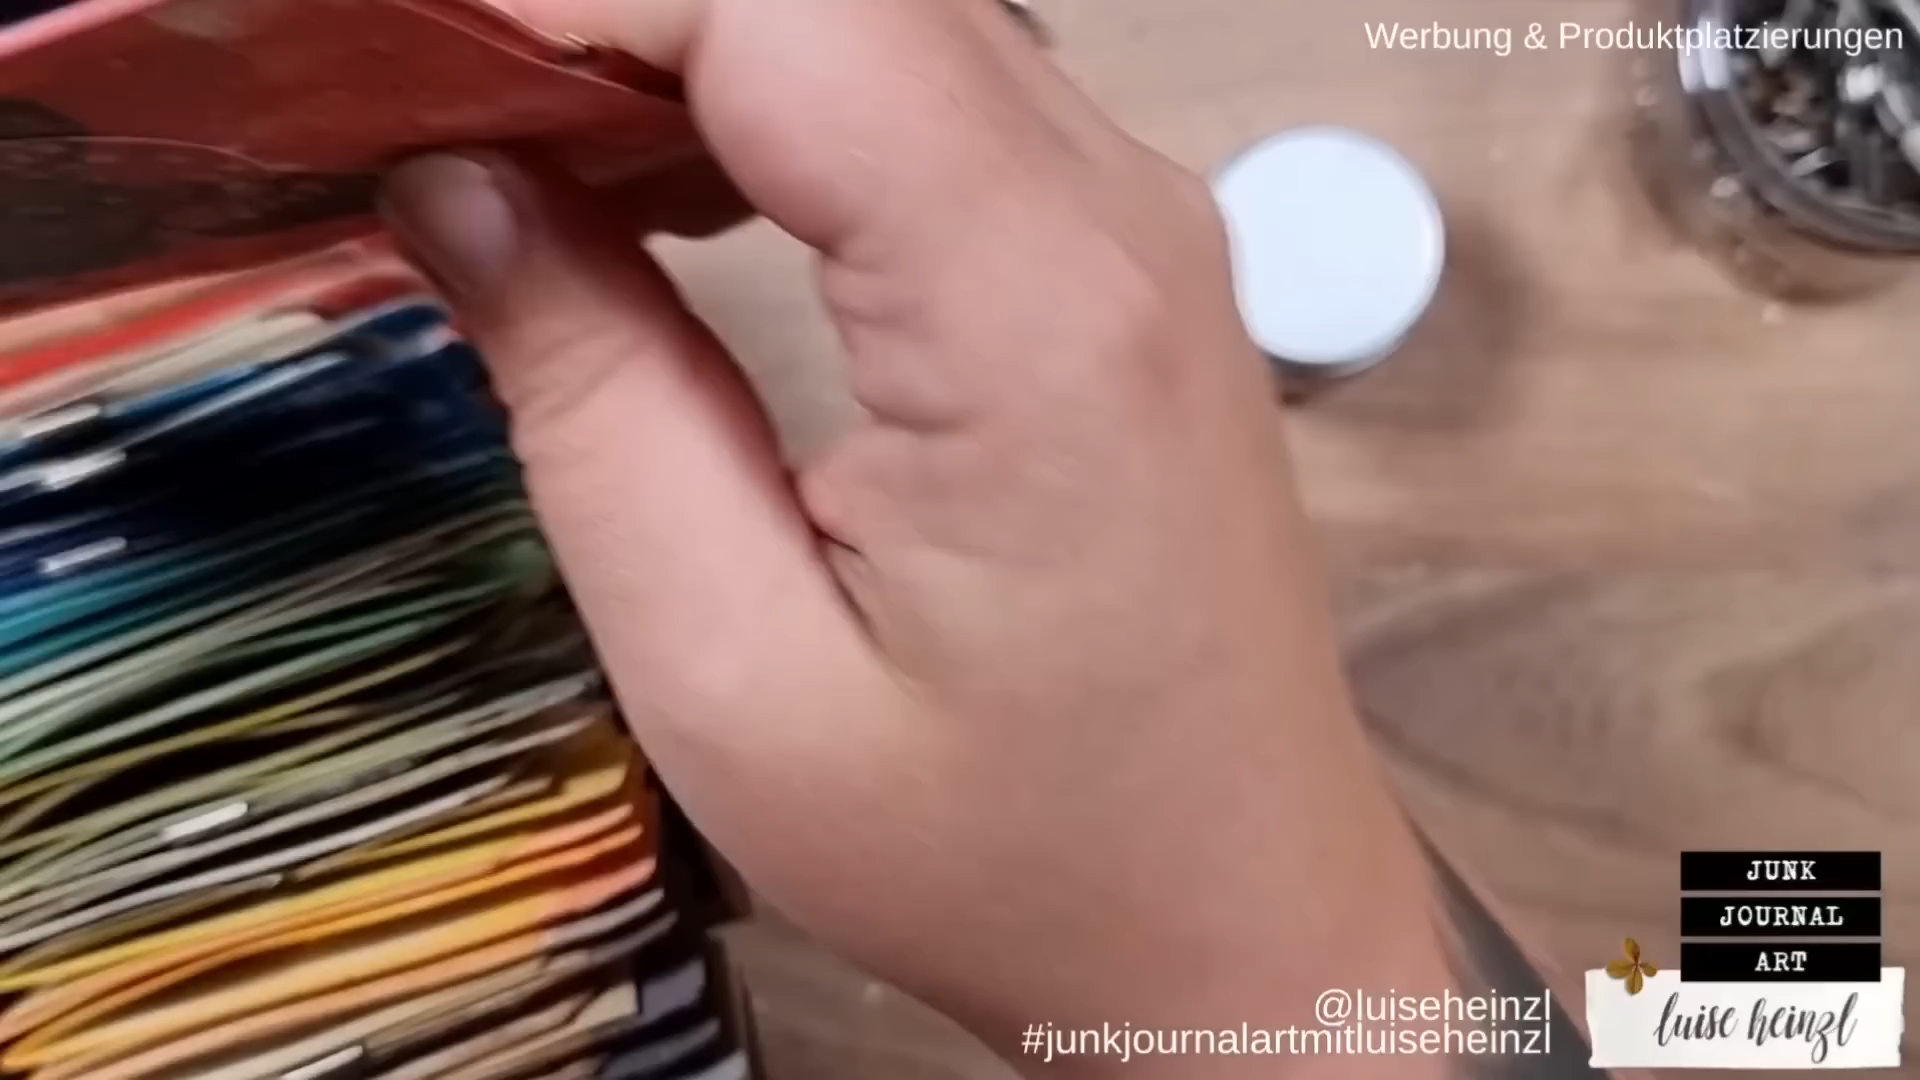 Werbung & Produktplatzierungen
JUNK
JOURNAL
ART
@luiseheinzl
#junkjournalartmitluiseheinzl
luise heinzl